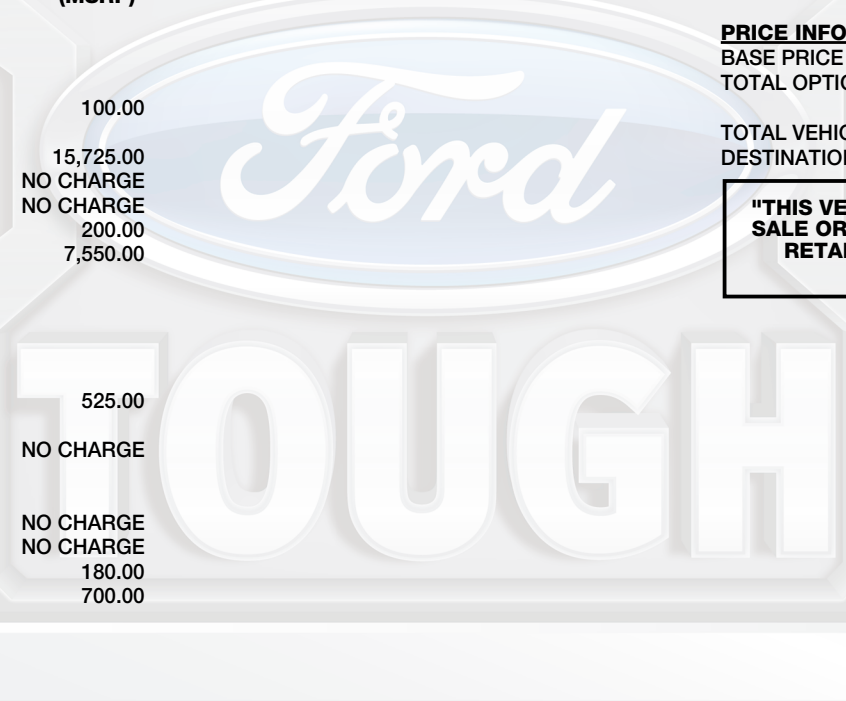 (MSRP)
100.00
15,725.00
NO CHARGE
NO CHARGE
200.00
7,550.00
525.00
NO CHARGE
NO CHARGE
NO CHARGE
180.00
700.00
PRICE INFO
BASE PRICE
TOTAL OPTIO
TOTAL VEHIC
DESTINATION
"THIS VE
SALE OR
RETAI
Ford
TOUGH